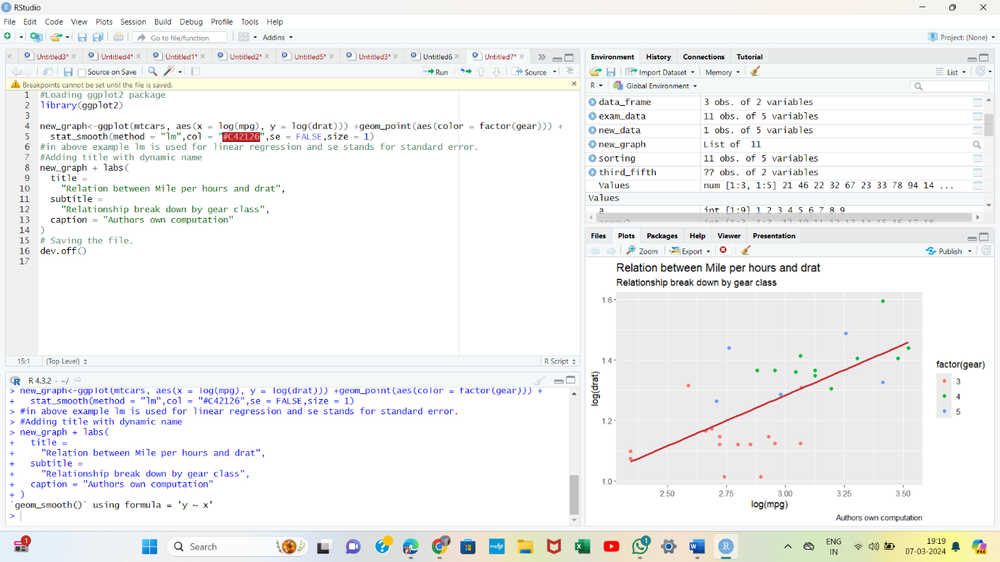 RStudio
File Edit Code View Plots Session Build Debug Profile Tools Help
Go to file/function Addins Project: (None)
Untitled3* Untitled4* Untitled1* Untitled2* Untitled5* Untitled3* Untitled6 Untitled7*
Source on Save Run Source
Breakpoints cannot be set until the file is saved.
1 #Loading ggplot2 package
2 library(ggplot2)
3
4 new_graph<-ggplot(mtcars, aes(x = log(mpg), y = log(drat))) +geom_point(aes(color = factor(gear))) +
5 stat_smooth(method = "lm",col = "#C42126",se = FALSE,size = 1)
6 #in above example lm is used for linear regression and se stands for standard error.
7 #Adding title with dynamic name
8 new_graph + labs(
9 title =
10 "Relation between Mile per hours and drat",
11 subtitle =
12 "Relationship break down by gear class",
13 caption = "Authors own computation"
14 )
15 # Saving the file.
16 dev.off()
17
15:1 (Top Level) R Script
R 4.3.2 · ~/
> new_graph<-ggplot(mtcars, aes(x = log(mpg), y = log(drat))) +geom_point(aes(color = factor(gear))) +
+ stat_smooth(method = "lm",col = "#C42126",se = FALSE,size = 1)
> #in above example lm is used for linear regression and se stands for standard error.
> #Adding title with dynamic name
> new_graph + labs(
+ title =
+ "Relation between Mile per hours and drat",
+ subtitle =
+ "Relationship break down by gear class",
+ caption = "Authors own computation"
+ )
`geom_smooth()` using formula = 'y ~ x'
>
Environment History Connections Tutorial
Import Dataset Memory List
R Global Environment
data_frame 3 obs. of 2 variables
exam_data 11 obs. of 5 variables
new_data 1 obs. of 5 variables
new_graph List of 11
sorting 11 obs. of 5 variables
third_fifth ?? obs. of 2 variables
Values num [1:3, 1:5] 21 46 22 32 67 23 33 78 94 14 ...
Values
a int [1:9] 1 2 3 4 5 6 7 8 9
Files Plots Packages Help Viewer Presentation
Zoom Export Publish
Relation between Mile per hours and drat
Relationship break down by gear class
1.6
1.4
1.2
1.0
log(drat)
2.50 2.75 3.00 3.25 3.50
log(mpg)
Authors own computation
factor(gear)
3
4
5
1 Search myhp 1 W R ENG IN 19:19 07-03-2024 PRE